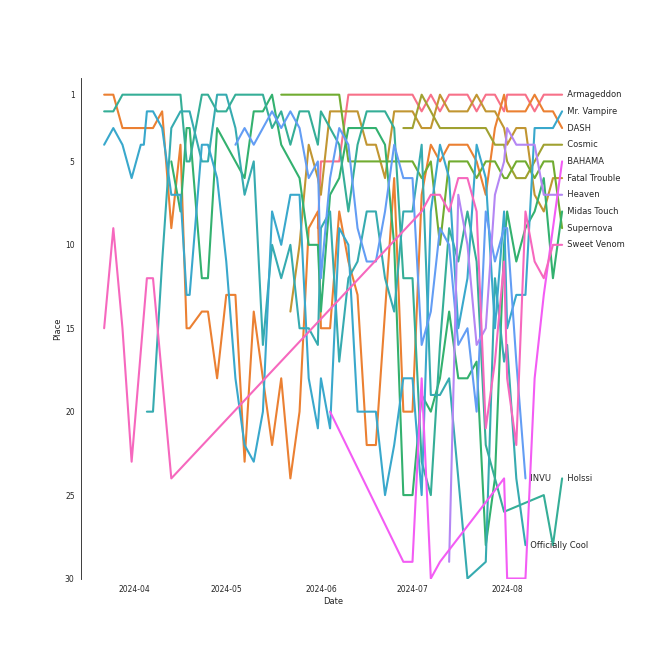 1
5
10
15
20
25
30
Place
2024-04
2024-05
2024-06
2024-07
2024-08
Date
Armageddon
Mr. Vampire
DASH
Cosmic
BAHAMA
Fatal Trouble
Heaven
Midas Touch
Supernova
Sweet Venom
INVU
Holssi
Officially Cool